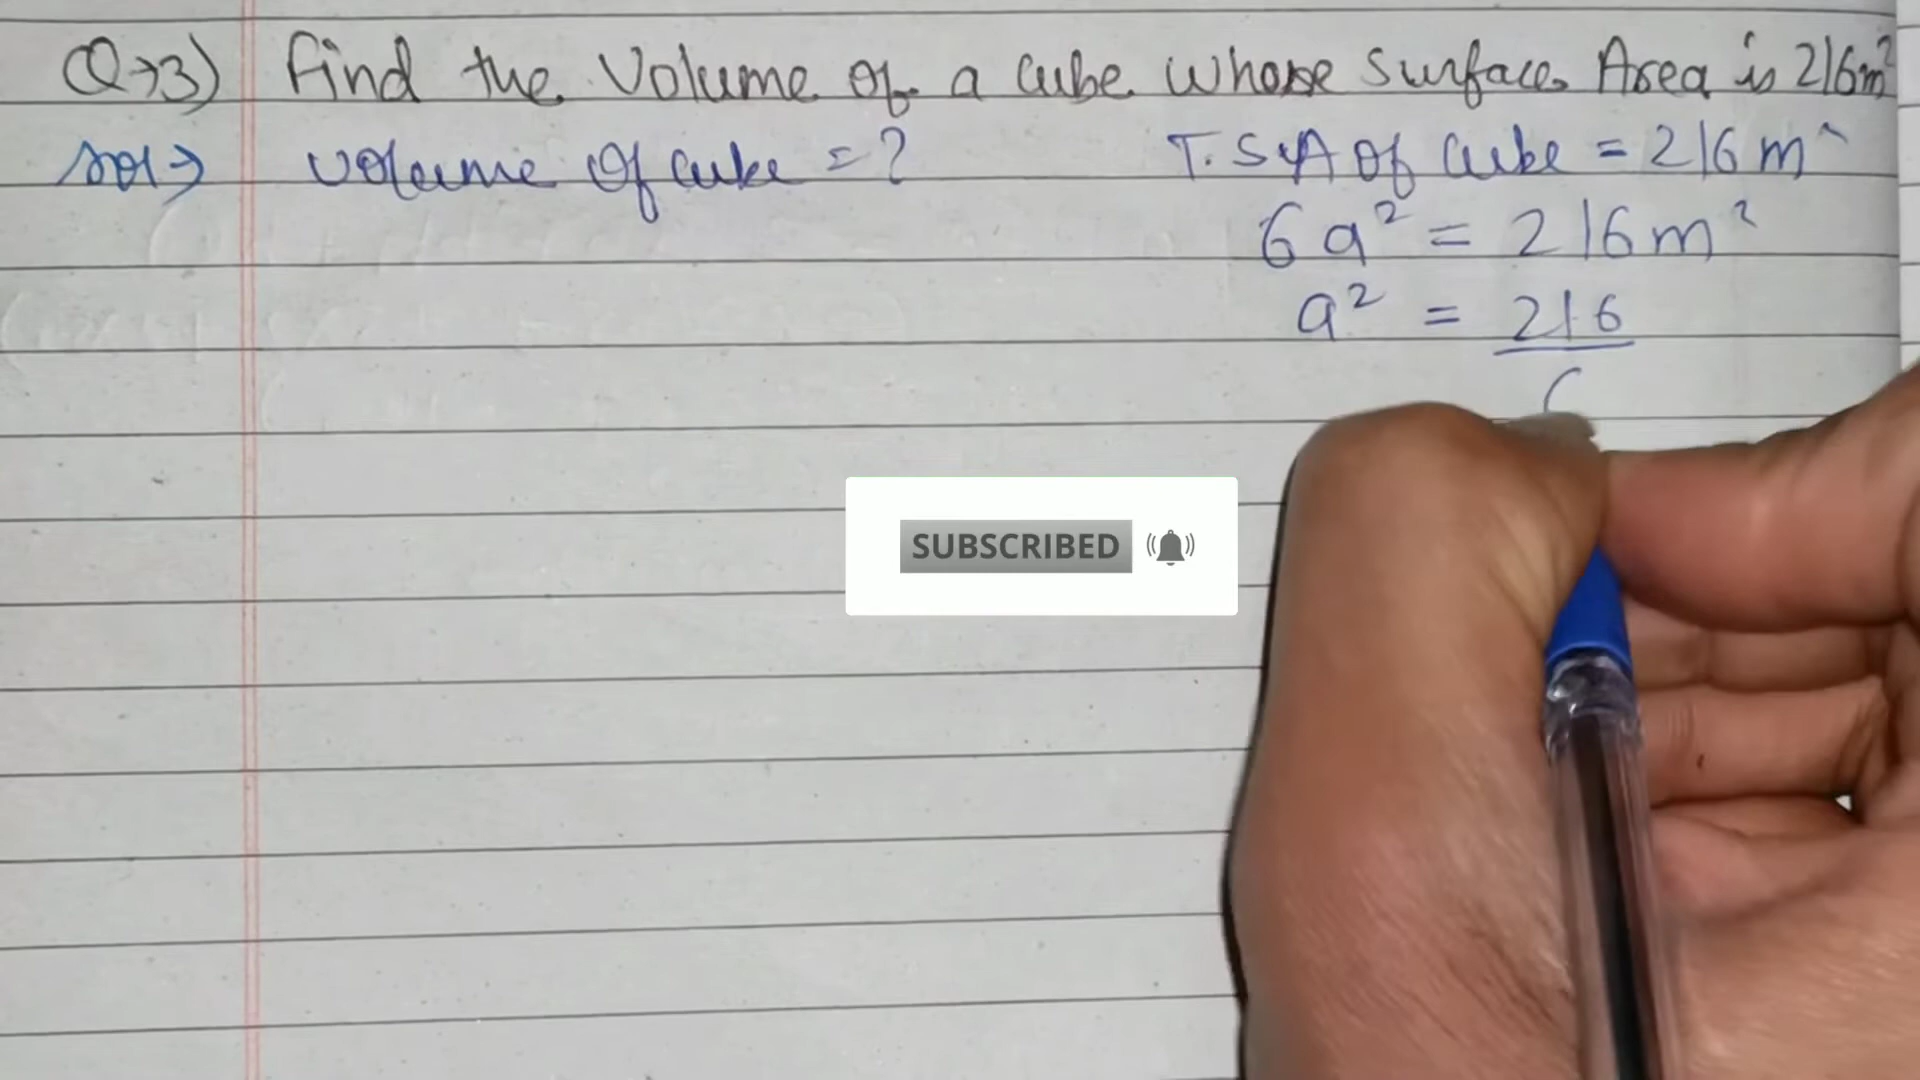 Q→3) Find the Volume of a Cube Whose Surface Area is 216m²
Sol→ Volume of Cube = ? T.S.A of Cube = 216 m²
6a² = 216 m²
a² = 216
6
SUBSCRIBED